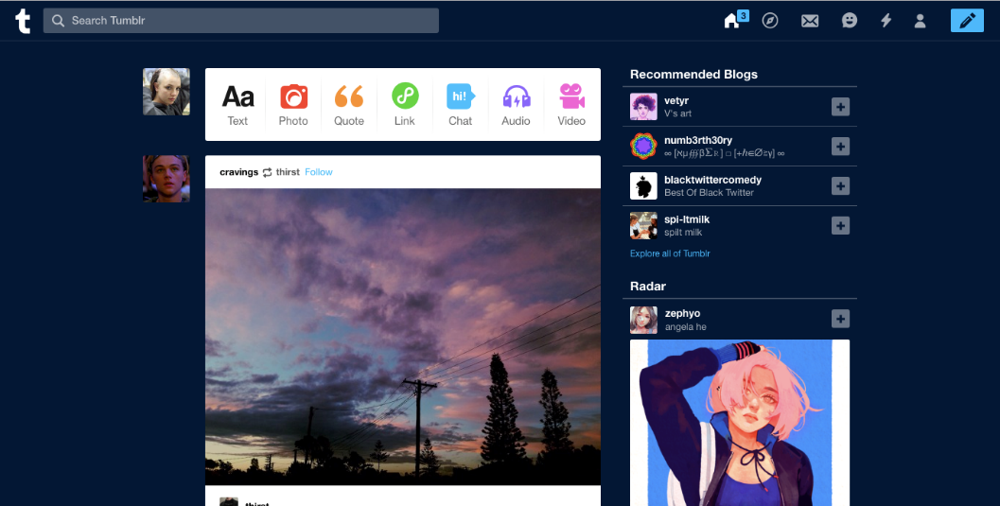 t
Search Tumblr
3
Aa
hi!
Text
Photo
Quote
Link
Chat
Audio
Video
cravings thirst Follow
thirst
Recommended Blogs
vetyr
V's art
numb3rth30ry
blacktwittercomedy
Best Of Black Twitter
spi-ltmilk
spilt milk
Explore all of Tumblr
Radar
zephyo
angela he